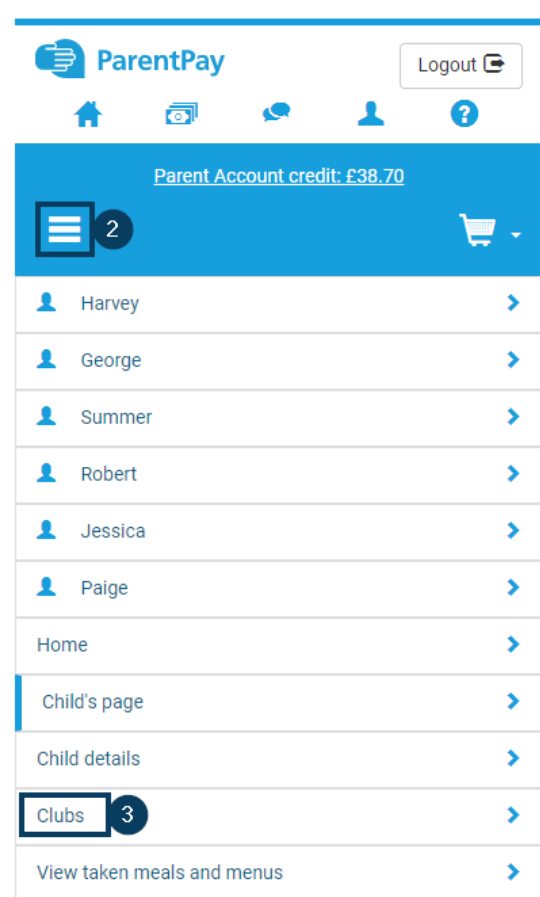 ParentPay
Logout
Parent Account credit: £38.70
2
Harvey
George
Summer
Robert
Jessica
Paige
Home
Child's page
Child details
Clubs 3
View taken meals and menus